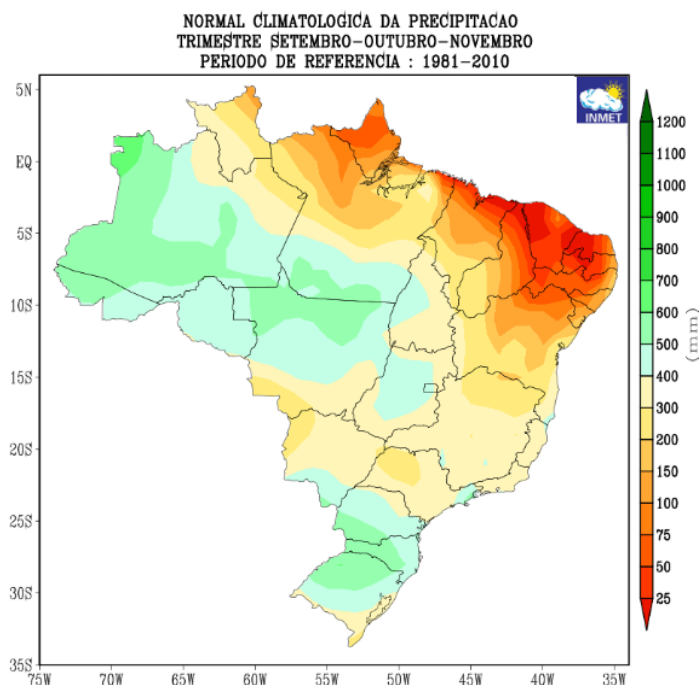 NORMAL CLIMATOLOGICA DA PRECIPITACAO
TRIMESTRE SETEMBRO-OUTUBRO-NOVEMBRO
PERIODO DE REFERENCIA : 1981-2010
INMET
5N
EQ
5S
10S
15S
20S
25S
30S
35S
75W 70W 65W 60W 55W 50W 45W 40W 35W
1200
1000
900
800
700
600
500
400
300
200
150
100
75
50
25
(mm)